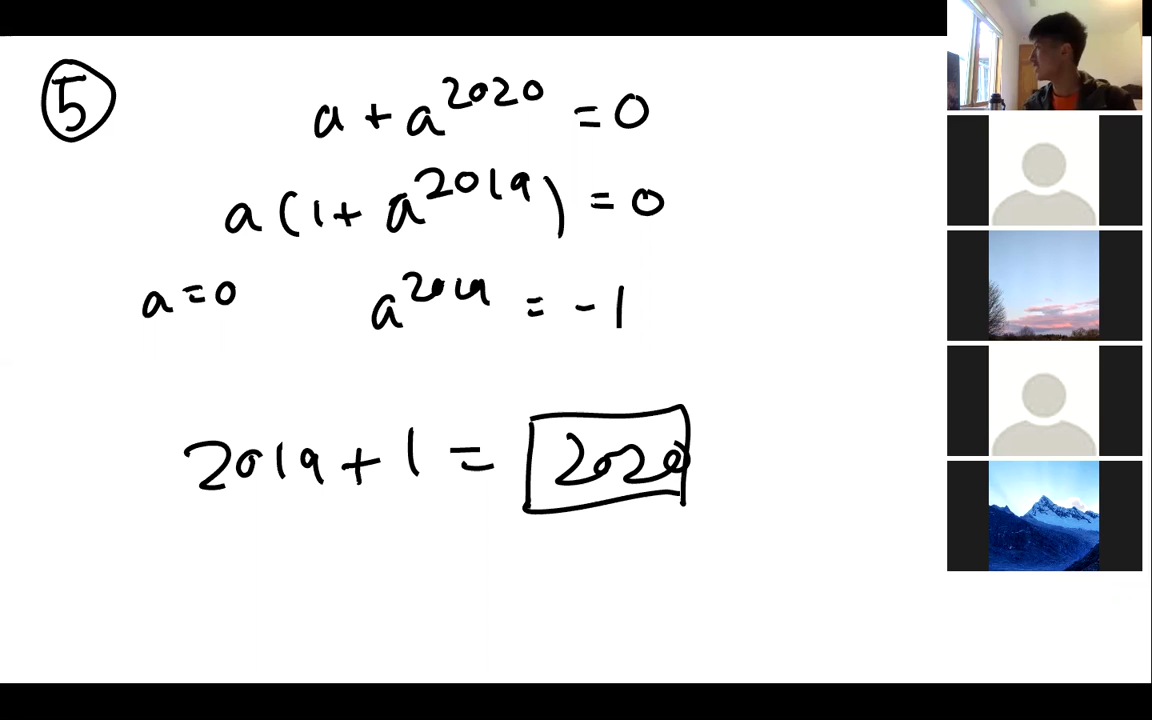 5
a + a^2020 = 0
a(1 + a^2019) = 0
a = 0 a^2019 = -1
2019 + 1 = 2020